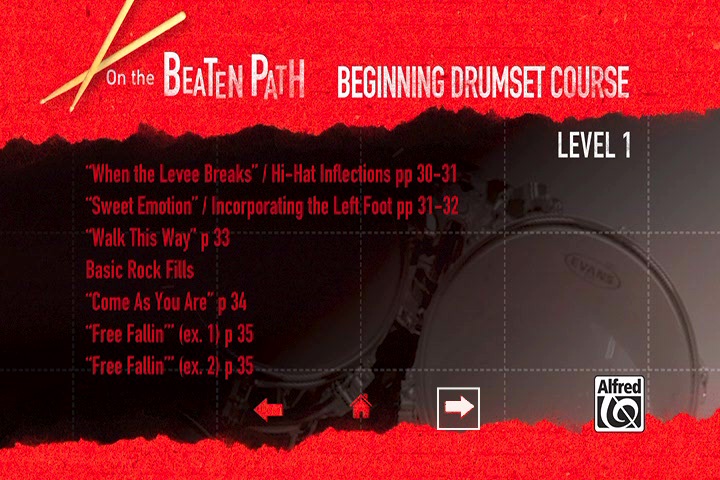 On the BEATEN PATH BEGINNING DRUMSET COURSE
LEVEL 1
"When the Levee Breaks" / Hi-Hat Inflections pp 30-31
"Sweet Emotion" / Incorporating the Left Foot pp 31-32
"Walk This Way" p 33
Basic Rock Fills
"Come As You Are" p 34
"Free Fallin'" (ex. 1) p 35
"Free Fallin'" (ex. 2) p 35
EVANS
Alfred